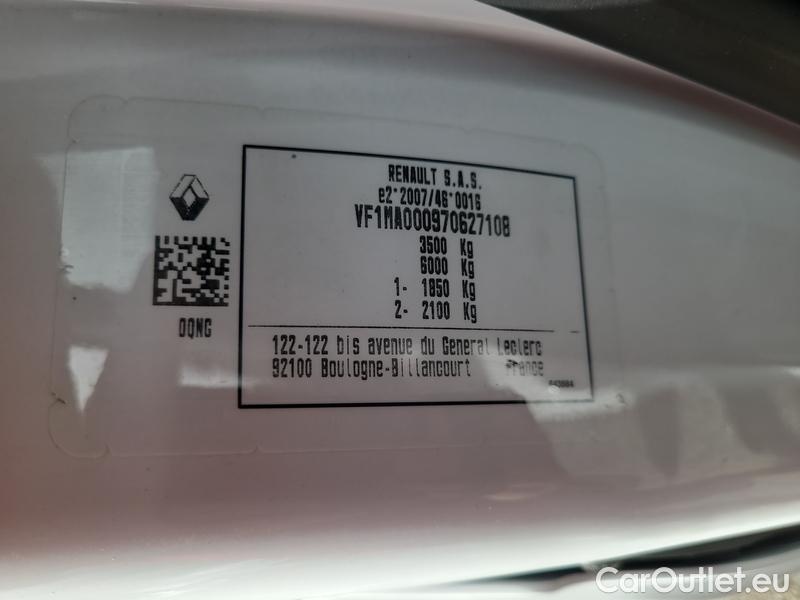 RENAULT S.A.S.
e2*2007/46*0016
VF1MA000970627108
3500 Kg
6000 Kg
1- 1850 Kg
2- 2100 Kg
OQNG
122-122 bis avenue du General Leclerc
92100 Boulogne-Billancourt France
CarOutlet.eu